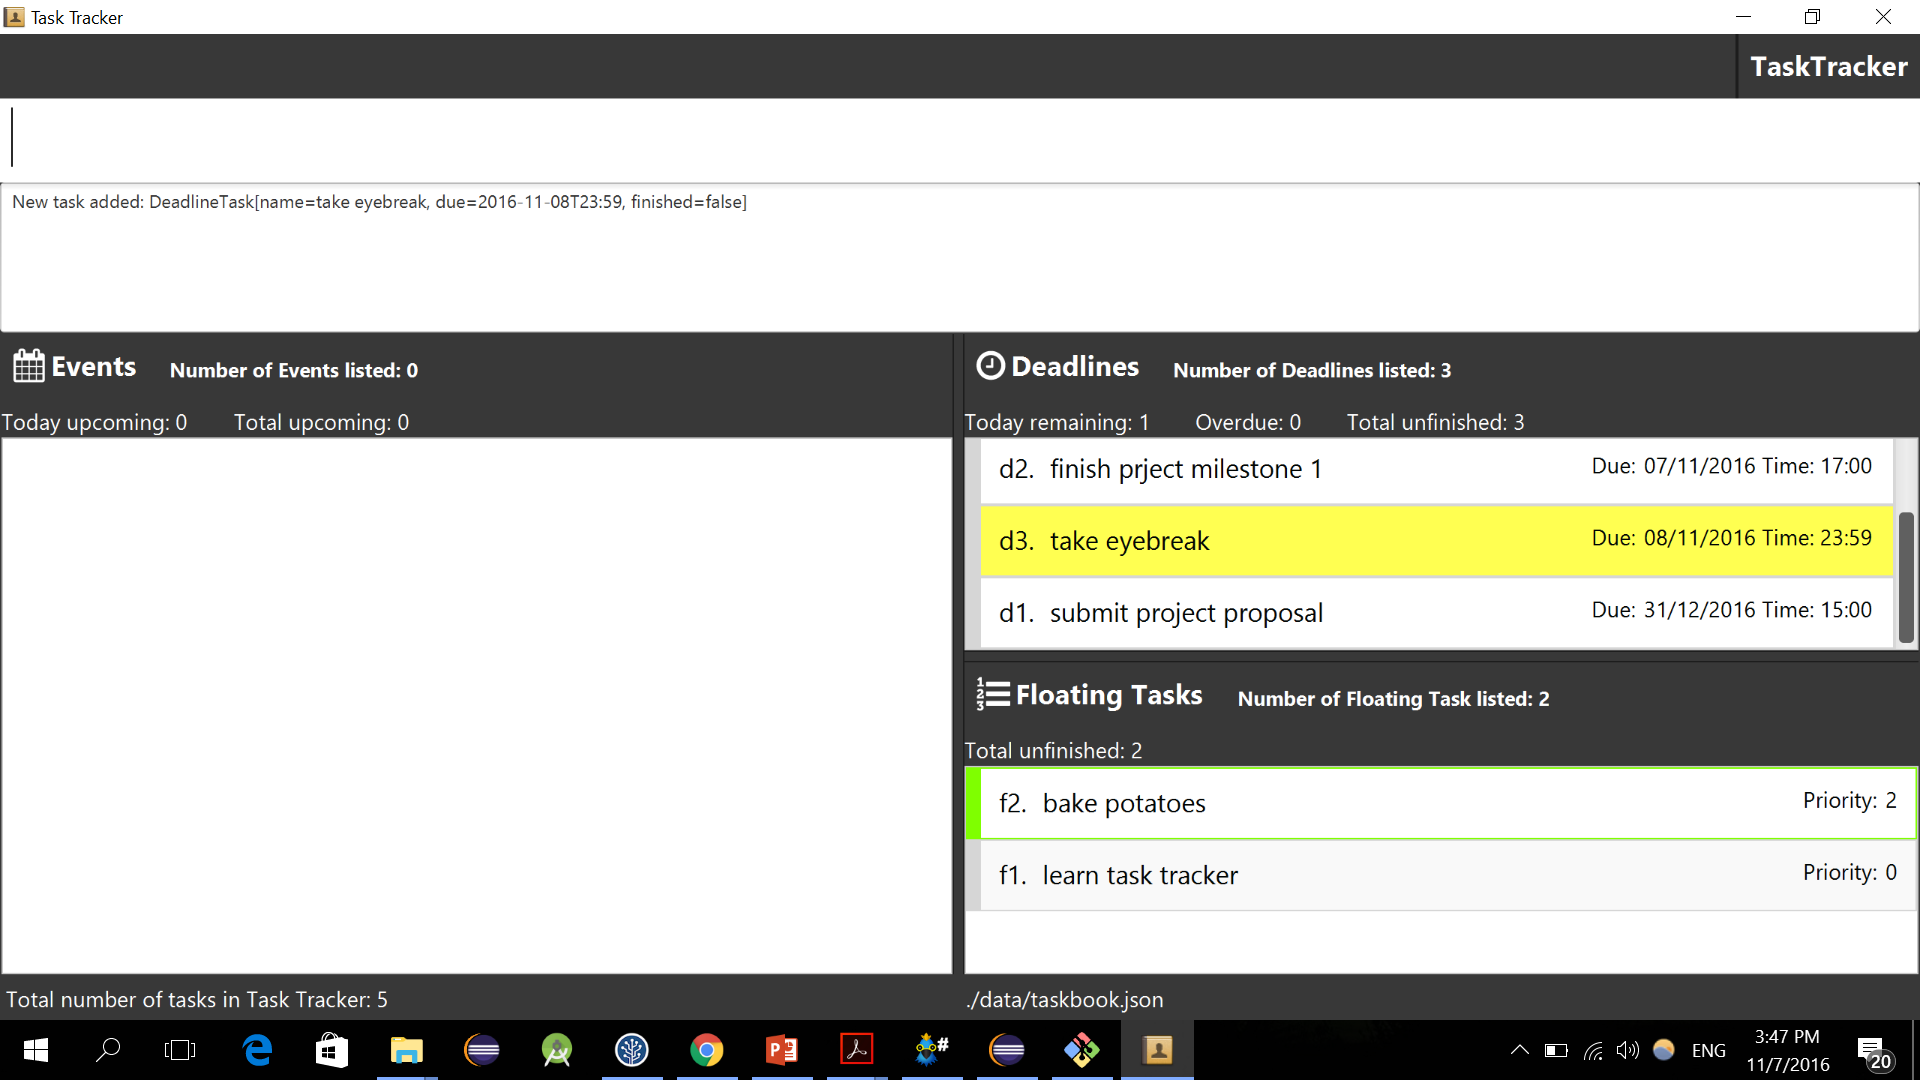 Task Tracker
TaskTracker
New task added: DeadlineTask[name=take eyebreak, due=2016-11-08T23:59, finished=false]
Events Number of Events listed: 0
Today upcoming: 0 Total upcoming: 0
Deadlines Number of Deadlines listed: 3
Today remaining: 1 Overdue: 0 Total unfinished: 3
d2. finish prject milestone 1 Due: 07/11/2016 Time: 17:00
d3. take eyebreak Due: 08/11/2016 Time: 23:59
d1. submit project proposal Due: 31/12/2016 Time: 15:00
Floating Tasks Number of Floating Task listed: 2
Total unfinished: 2
f2. bake potatoes Priority: 2
f1. learn task tracker Priority: 0
Total number of tasks in Task Tracker: 5 ./data/taskbook.json
ENG
3:47 PM
11/7/2016
20